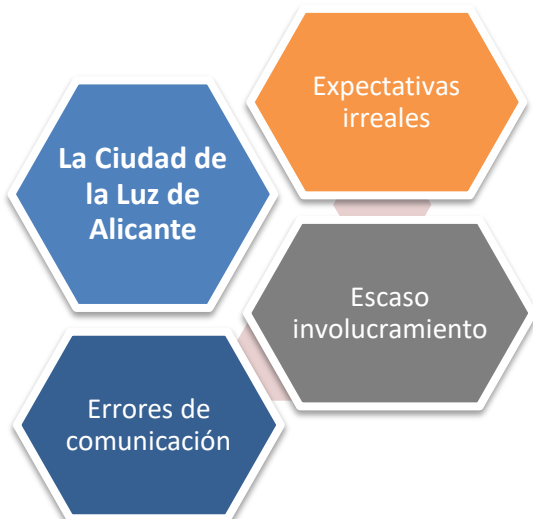 Expectativas
irreales
La Ciudad de
la Luz de
Alicante
Escaso
involucramiento
Errores de
comunicación